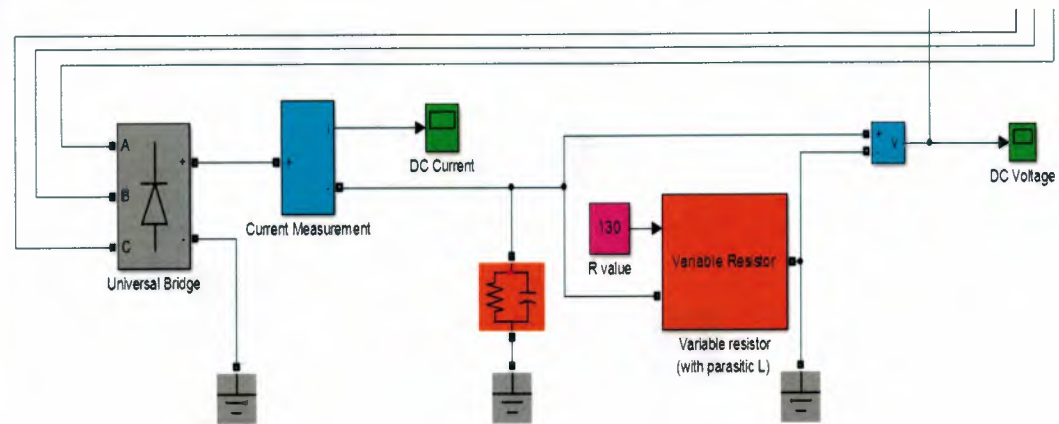 A
B
C
+
-
Universal Bridge
+
i
-
Current Measurement
DC Current
130
R value
Variable Resistor
Variable resistor
(with parasitic L)
+
-
v
DC Voltage